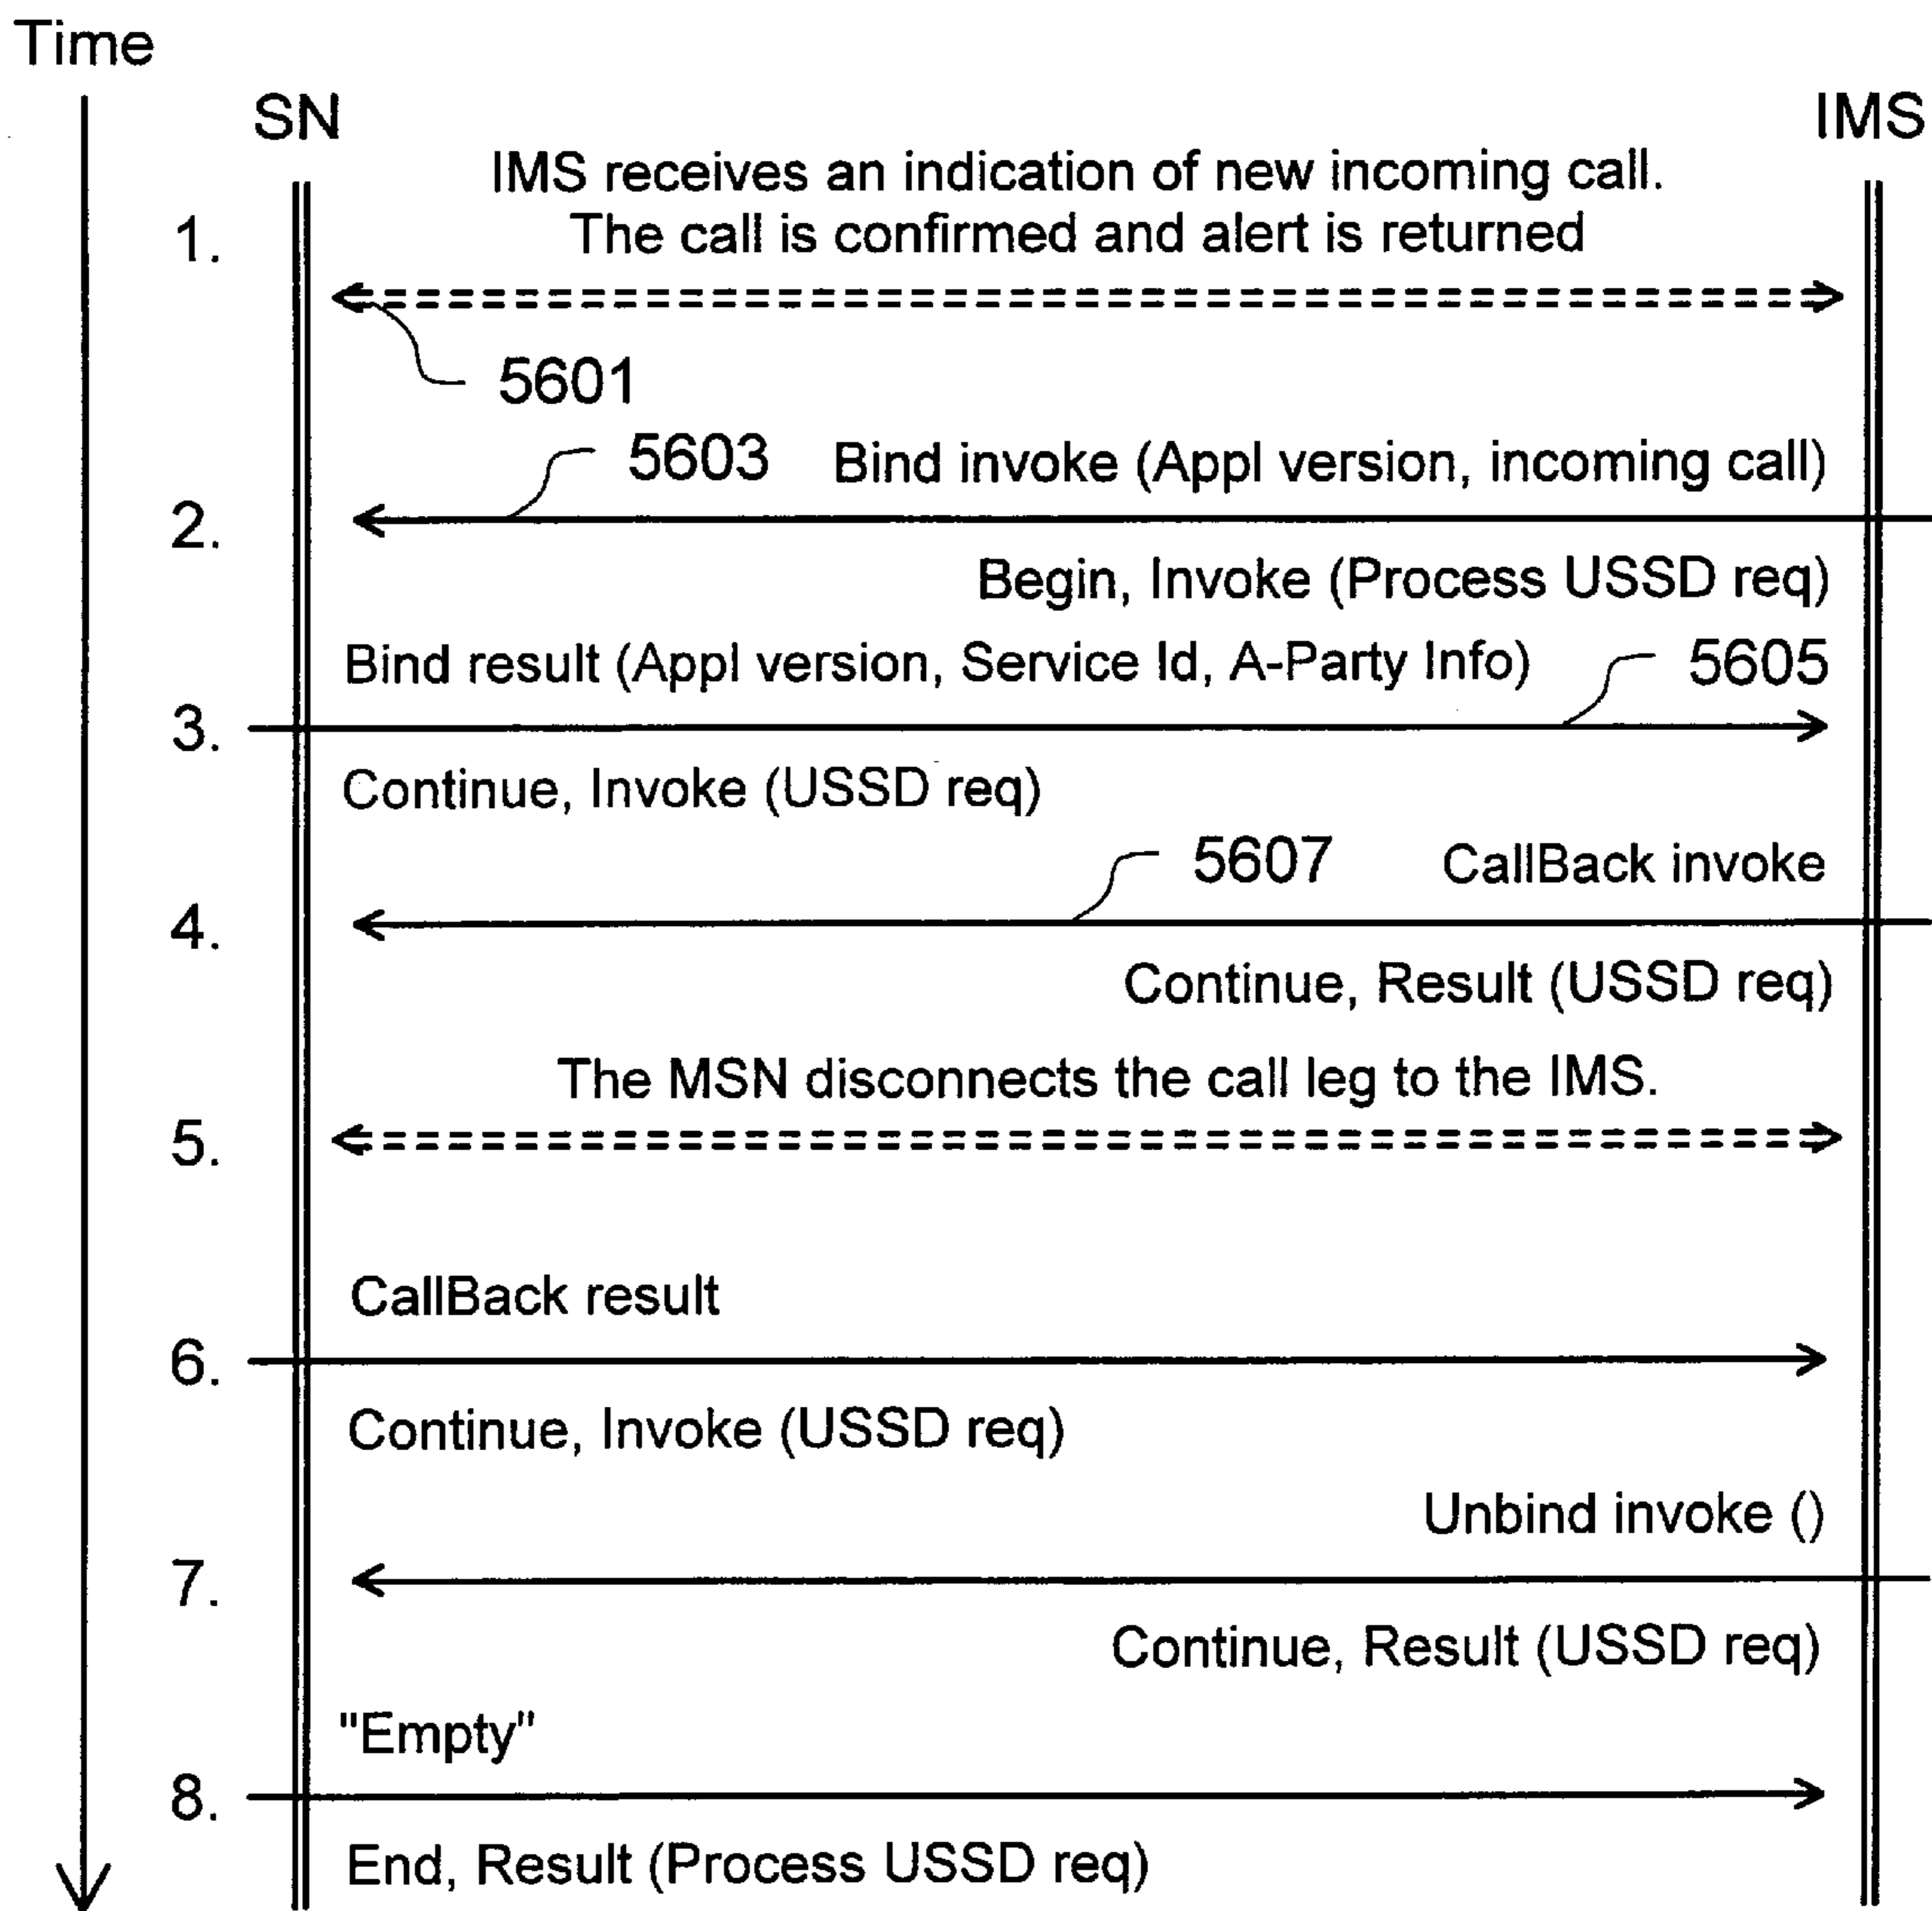 Time
SN
IMS
IMS receives an indication of new incoming call.
The call is confirmed and alert is returned
1.
5601
5603
Bind invoke (Appl version, incoming call)
2.
Begin, Invoke (Process USSD req)
Bind result (Appl version, Service Id, A-Party Info)
5605
3.
Continue, Invoke (USSD req)
5607
CallBack invoke
4.
Continue, Result (USSD req)
The MSN disconnects the call leg to the IMS.
5.
CallBack result
6.
Continue, Invoke (USSD req)
Unbind invoke ()
7.
Continue, Result (USSD req)
"Empty"
8.
End, Result (Process USSD req)